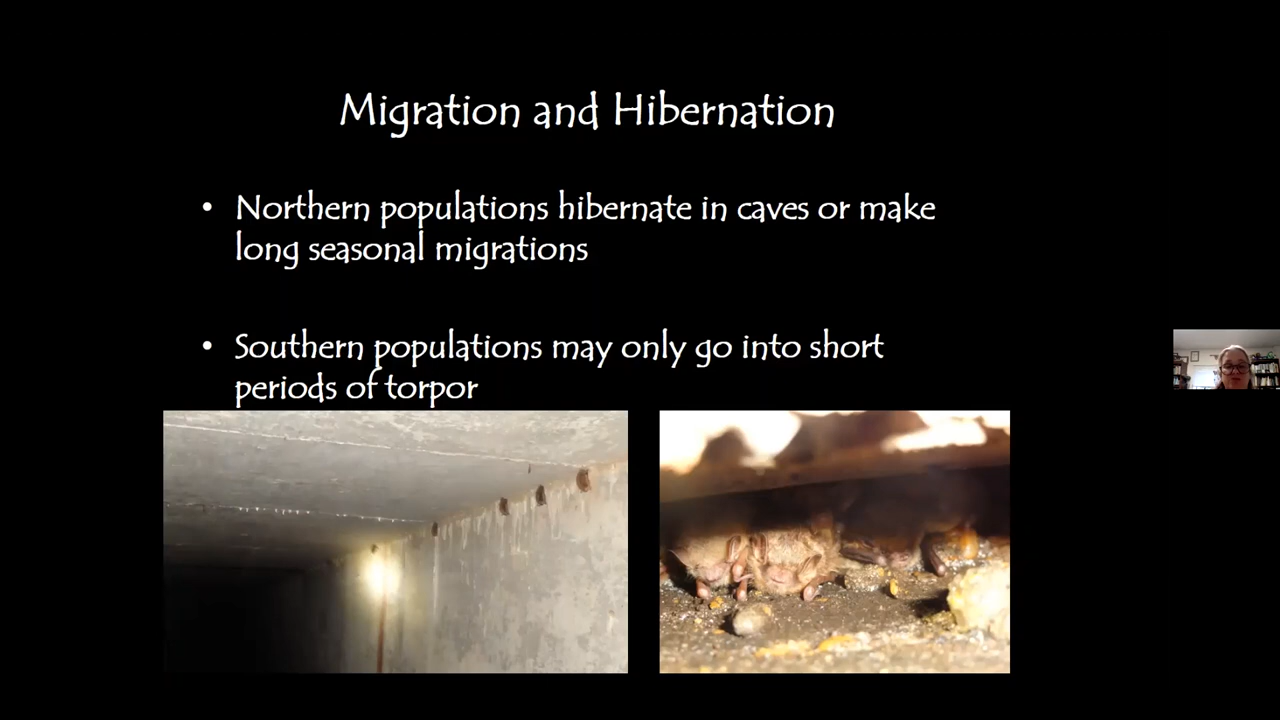 Migration and Hibernation
• Northern populations hibernate in caves or make
long seasonal migrations
• Southern populations may only go into short
periods of torpor